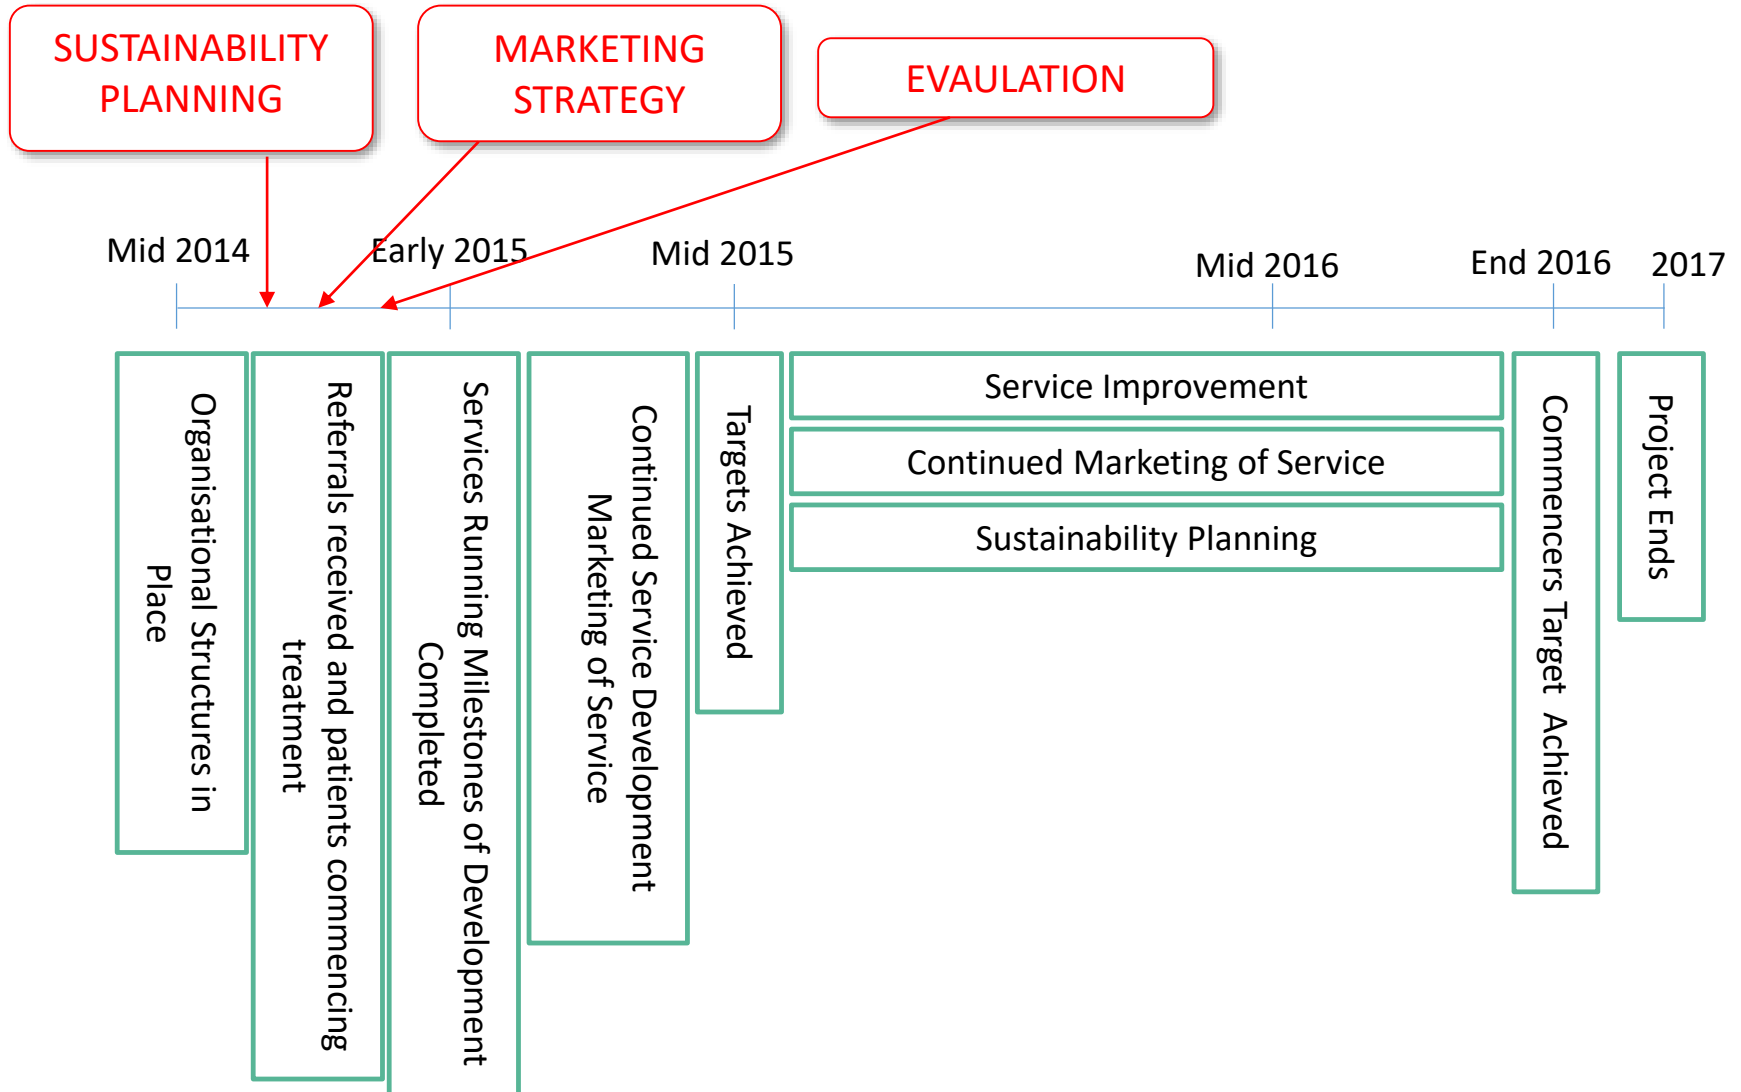 SUSTAINABILITY
PLANNING
MARKETING
STRATEGY
EVAULATION
Mid 2014
Early 2015
Mid 2015
Mid 2016
End 2016
2017
Organisational Structures in
Place
Referrals received and patients commencing
treatment
Services Running Milestones of Development
Completed
Continued Service Development
Marketing of Service
Targets Achieved
Service Improvement
Continued Marketing of Service
Sustainability Planning
Commencers Target Achieved
Project Ends